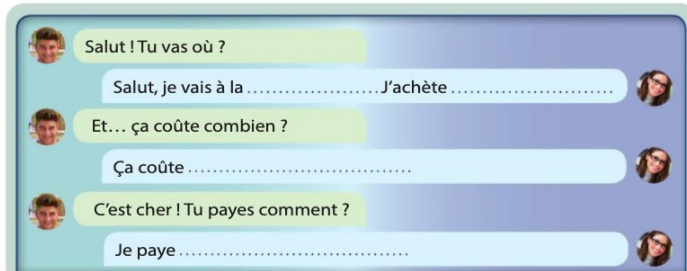 Salut ! Tu vas où ?
Salut, je vais à la ...................... J'achète ...........................
Et... ça coûte combien ?
Ça coûte .....................................
C'est cher ! Tu payes comment ?
Je paye ......................................